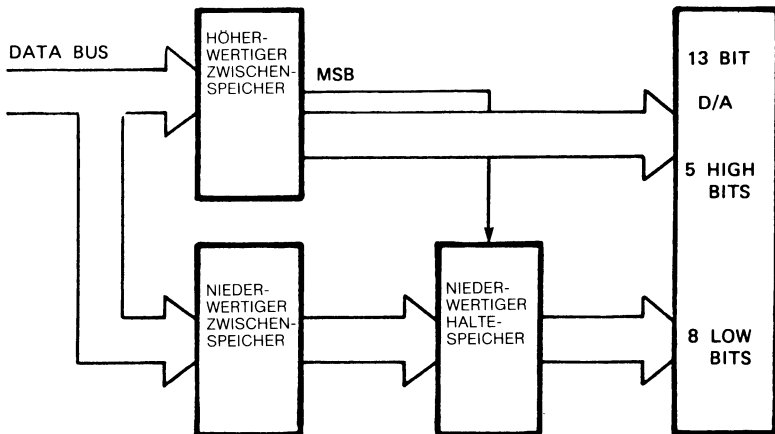 DATA BUS
HÖHER-
WERTIGER
ZWISCHEN-
SPEICHER
MSB
13 BIT
D/A
5 HIGH
BITS
NIEDER-
WERTIGER
ZWISCHEN-
SPEICHER
NIEDER-
WERTIGER
HALTE-
SPEICHER
8 LOW
BITS